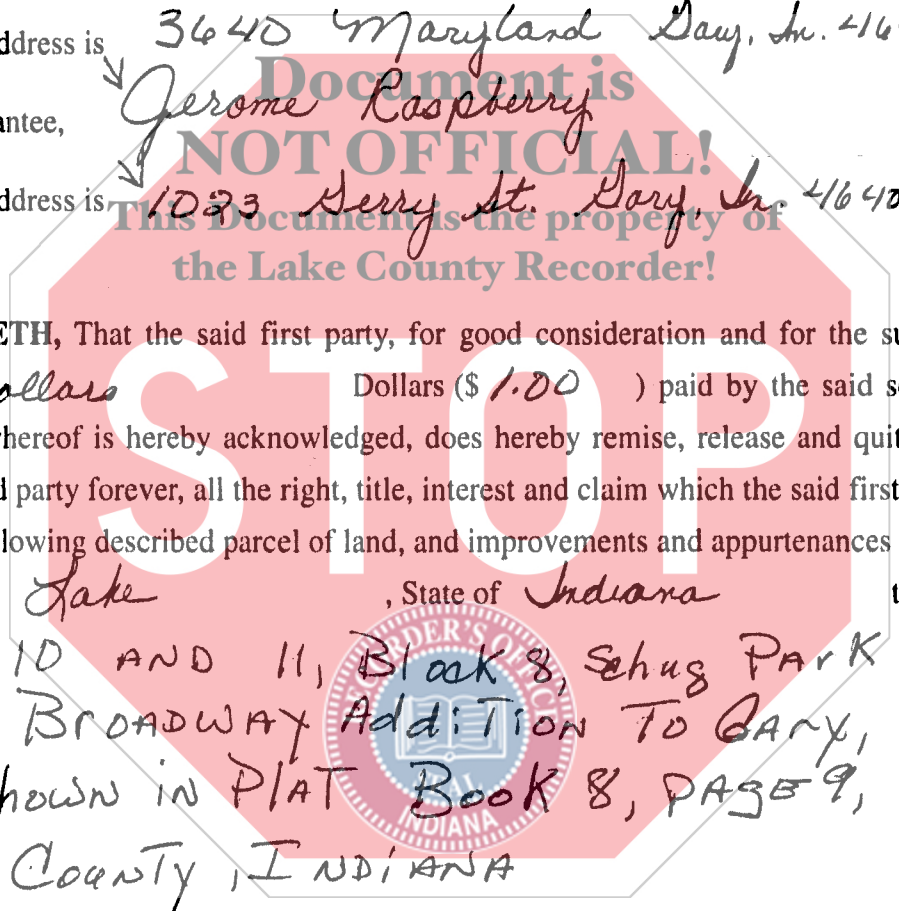 ddress is 3640 Maryland Gary, In. 464
Jerome Raspberry
antee,
ddress is 1023 Gerry St. Gary, In. 4640
Document is
NOT OFFICIAL!
This Document is the property of
the Lake County Recorder!
ETH, That the said first party, for good consideration and for the su
ollars Dollars ($ 1.00 ) paid by the said s
hereof is hereby acknowledged, does hereby remise, release and quit
d party forever, all the right, title, interest and claim which the said first
lowing described parcel of land, and improvements and appurtenances
Lake , State of Indiana t
STOP
10 AND 11, Block 8, Schug PArK
BroADWAY AddiTion To GAry,
hown in PlAT BooK 8, PAgE 9,
County, INDIANA
RECORDER'S OFFICE
SEAL
INDIANA